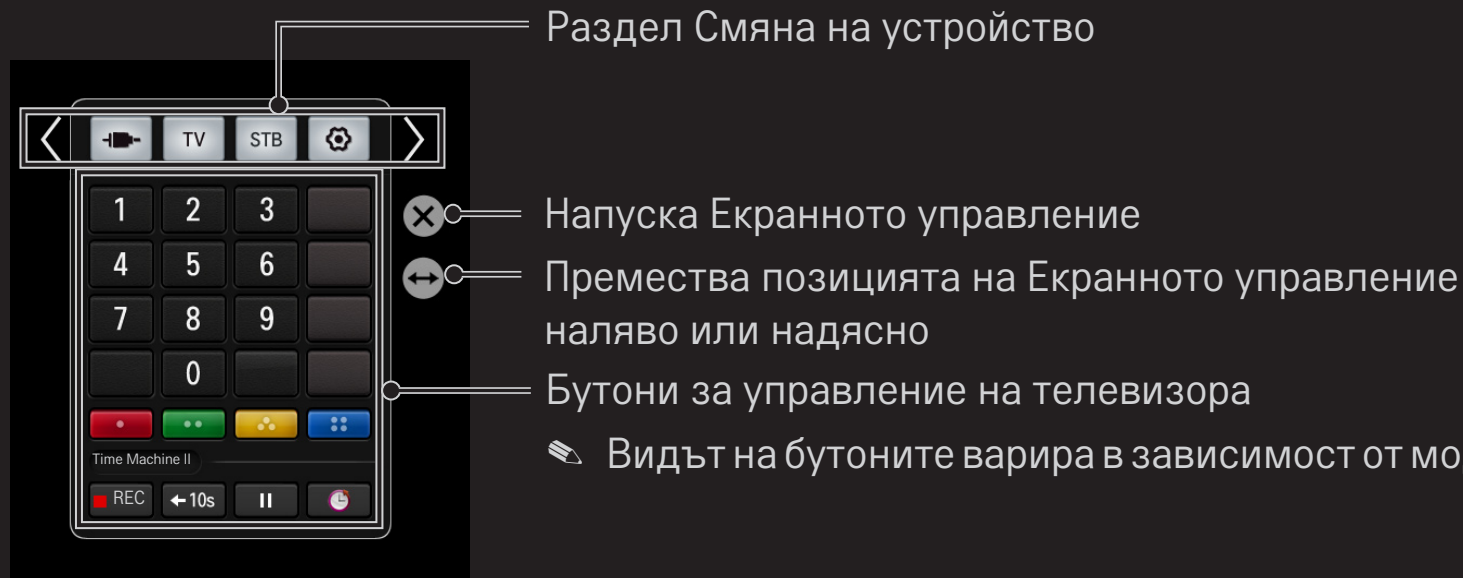 Раздел Смяна на устройство
TV STB
1 2 3
Напуска Екранното управление
4 5 6
Премества позицията на Екранното управление
наляво или надясно
7 8 9
0
Бутони за управление на телевизора
Видът на бутоните варира в зависимост от мо
Time Machine II
REC 10s